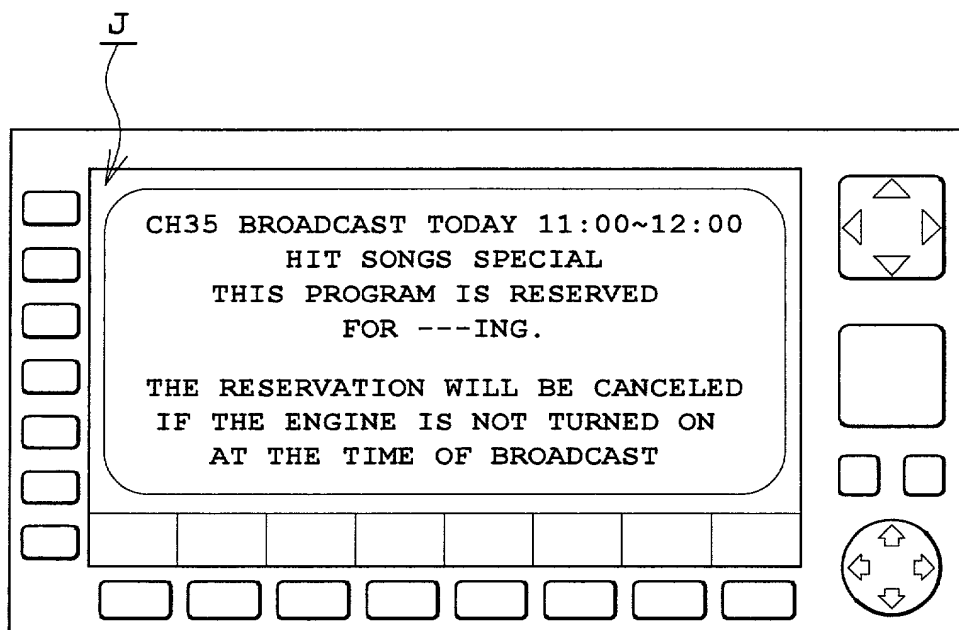 J
CH35 BROADCAST TODAY 11:00~12:00
HIT SONGS SPECIAL
THIS PROGRAM IS RESERVED
FOR ---ING.
THE RESERVATION WILL BE CANCELED
IF THE ENGINE IS NOT TURNED ON
AT THE TIME OF BROADCAST